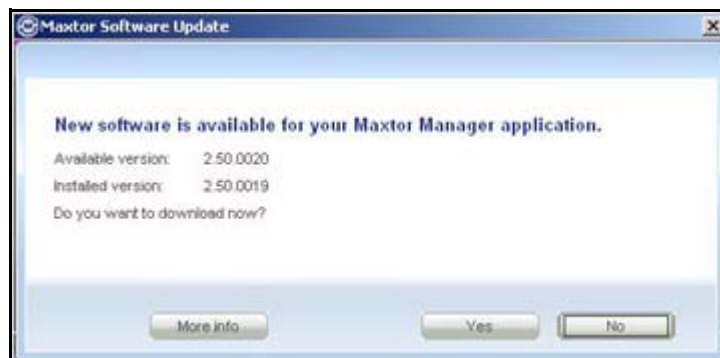 Maxtor Software Update
New software is available for your Maxtor Manager application.
Available version: 2.50.0020
Installed version: 2.50.0019
Do you want to download now?
More info Yes No